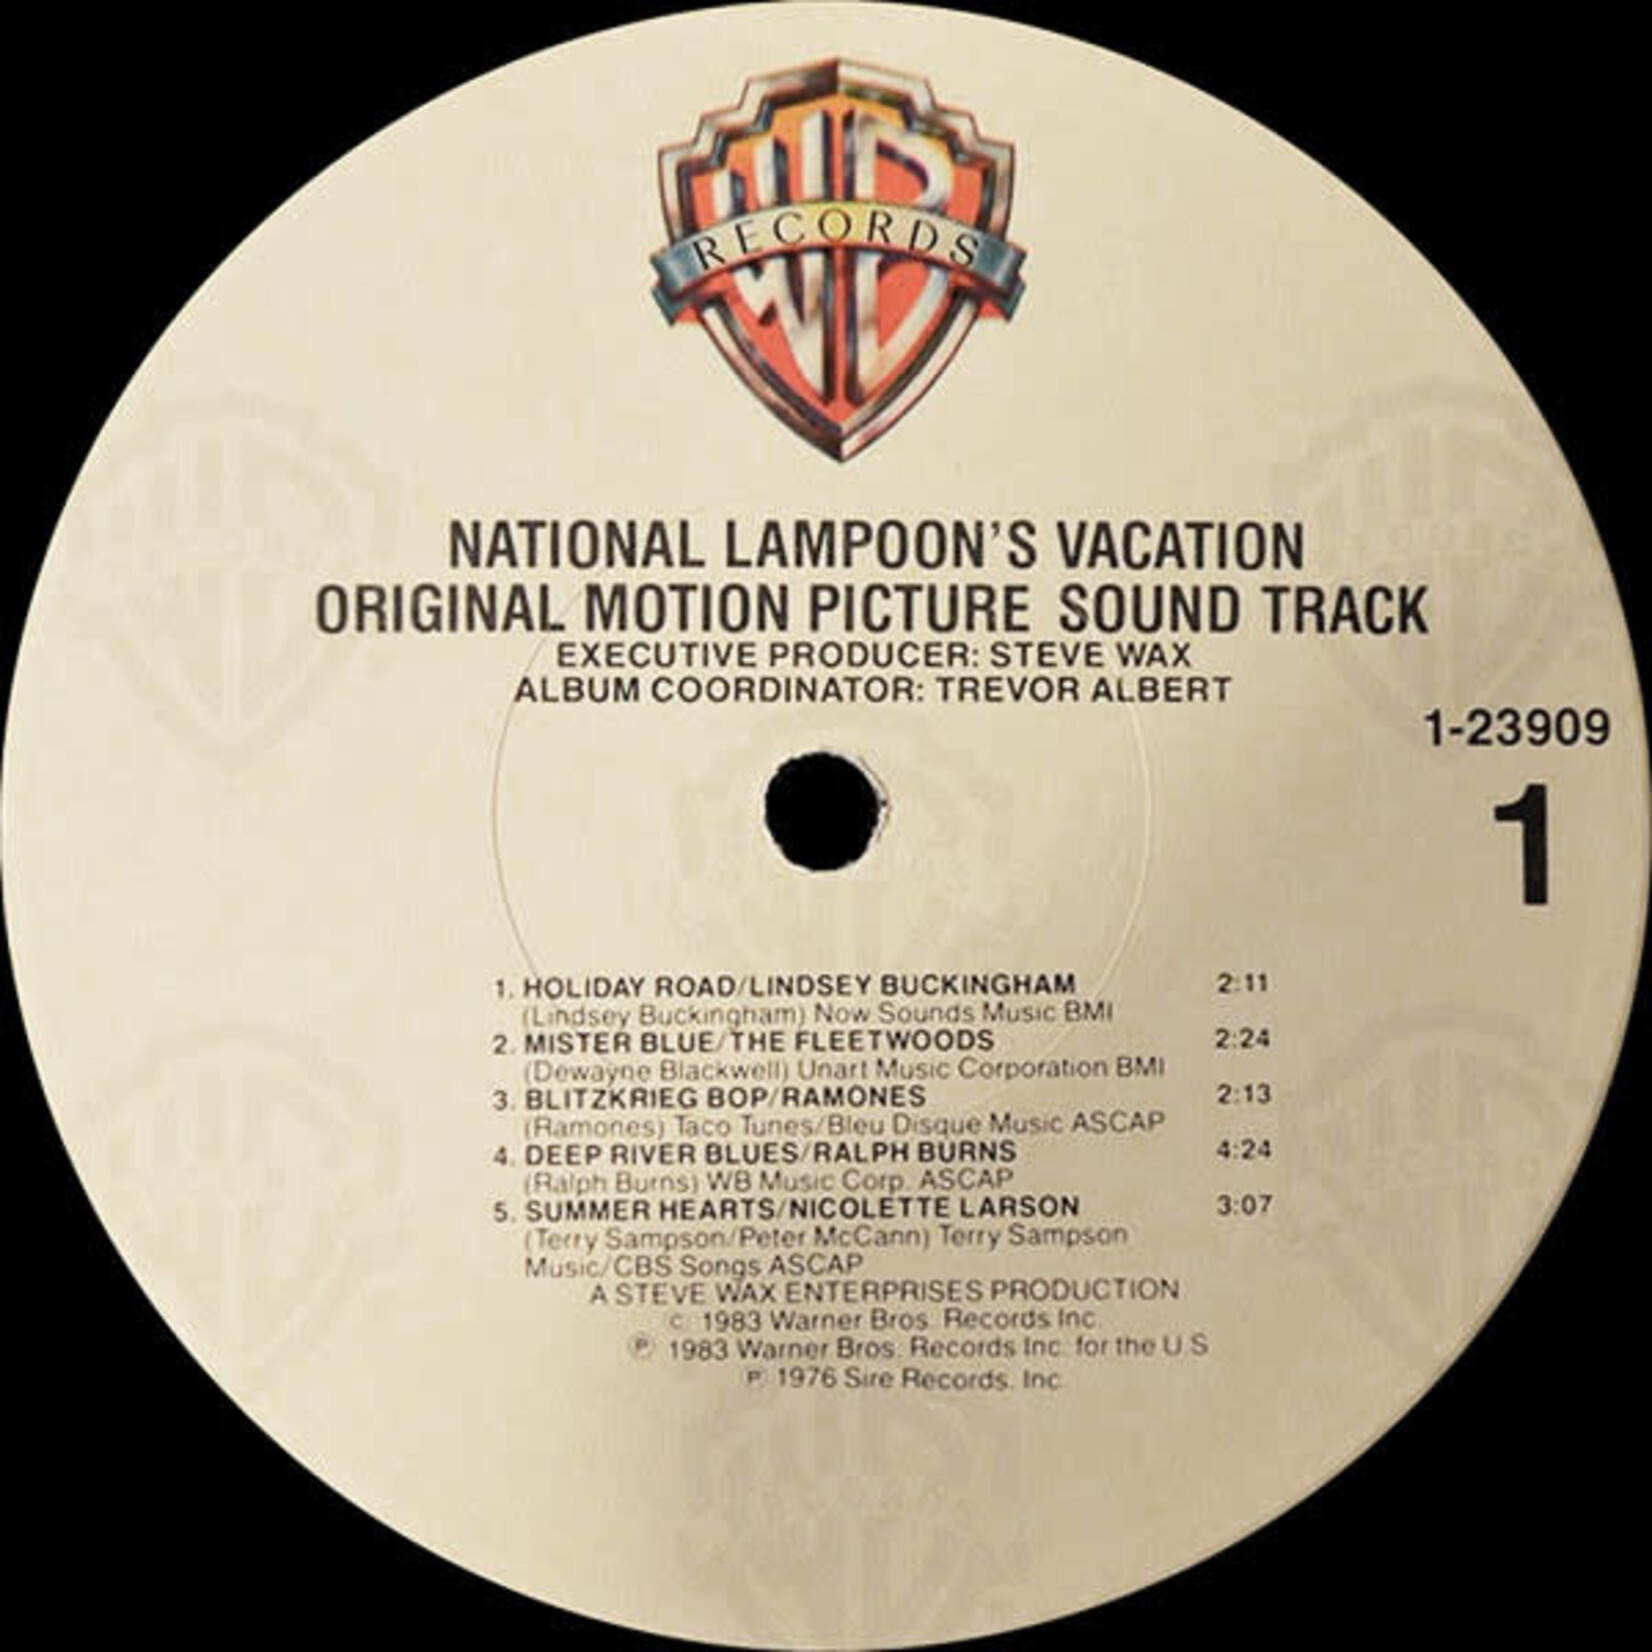 WB
RECORDS
NATIONAL LAMPOON'S VACATION
ORIGINAL MOTION PICTURE SOUND TRACK
EXECUTIVE PRODUCER: STEVE WAX
ALBUM COORDINATOR: TREVOR ALBERT
1-23909
1
1. HOLIDAY ROAD/LINDSEY BUCKINGHAM 2:11
(Lindsey Buckingham) Now Sounds Music BMI
2. MISTER BLUE/THE FLEETWOODS 2:24
(Dewayne Blackwell) Unart Music Corporation BMI
3. BLITZKRIEG BOP/RAMONES 2:13
(Ramones) Taco Tunes/Bleu Disque Music ASCAP
4. DEEP RIVER BLUES/RALPH BURNS 4:24
(Ralph Burns) WB Music Corp. ASCAP
5. SUMMER HEARTS/NICOLETTE LARSON 3:07
(Terry Sampson/Peter McCann) Terry Sampson
Music/CBS Songs ASCAP
A STEVE WAX ENTERPRISES PRODUCTION
© 1983 Warner Bros. Records Inc.
℗ 1983 Warner Bros. Records Inc. for the U.S
℗ 1976 Sire Records, Inc.